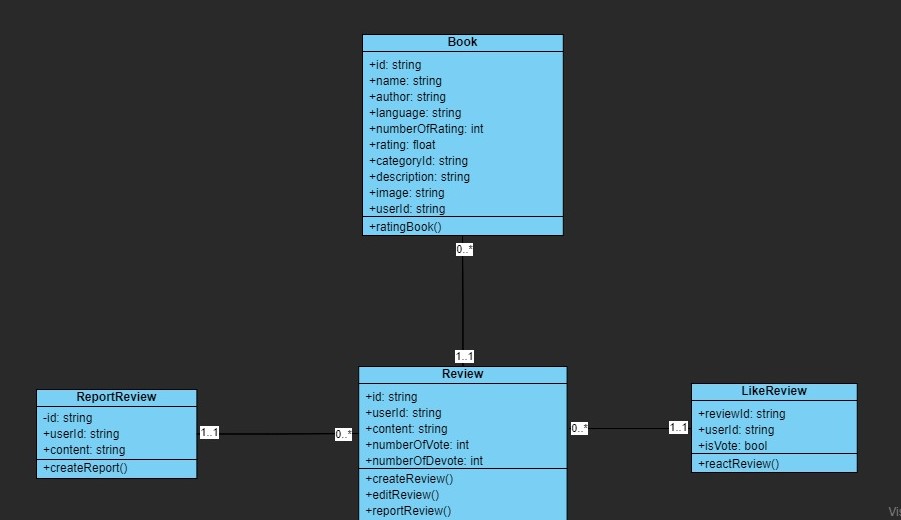 Book
+id: string
+name: string
+author: string
+language: string
+numberOfRating: int
+rating: float
+categoryId: string
+description: string
+image: string
+userId: string
+ratingBook()
0..*
1..1
ReportReview
-id: string
+userId: string
+content: string
+createReport()
1..1
0..*
Review
+id: string
+userId: string
+content: string
+numberOfVote: int
+numberOfDevote: int
+createReview()
+editReview()
+reportReview()
0..*
1..1
LikeReview
+reviewId: string
+userId: string
+isVote: bool
+reactReview()